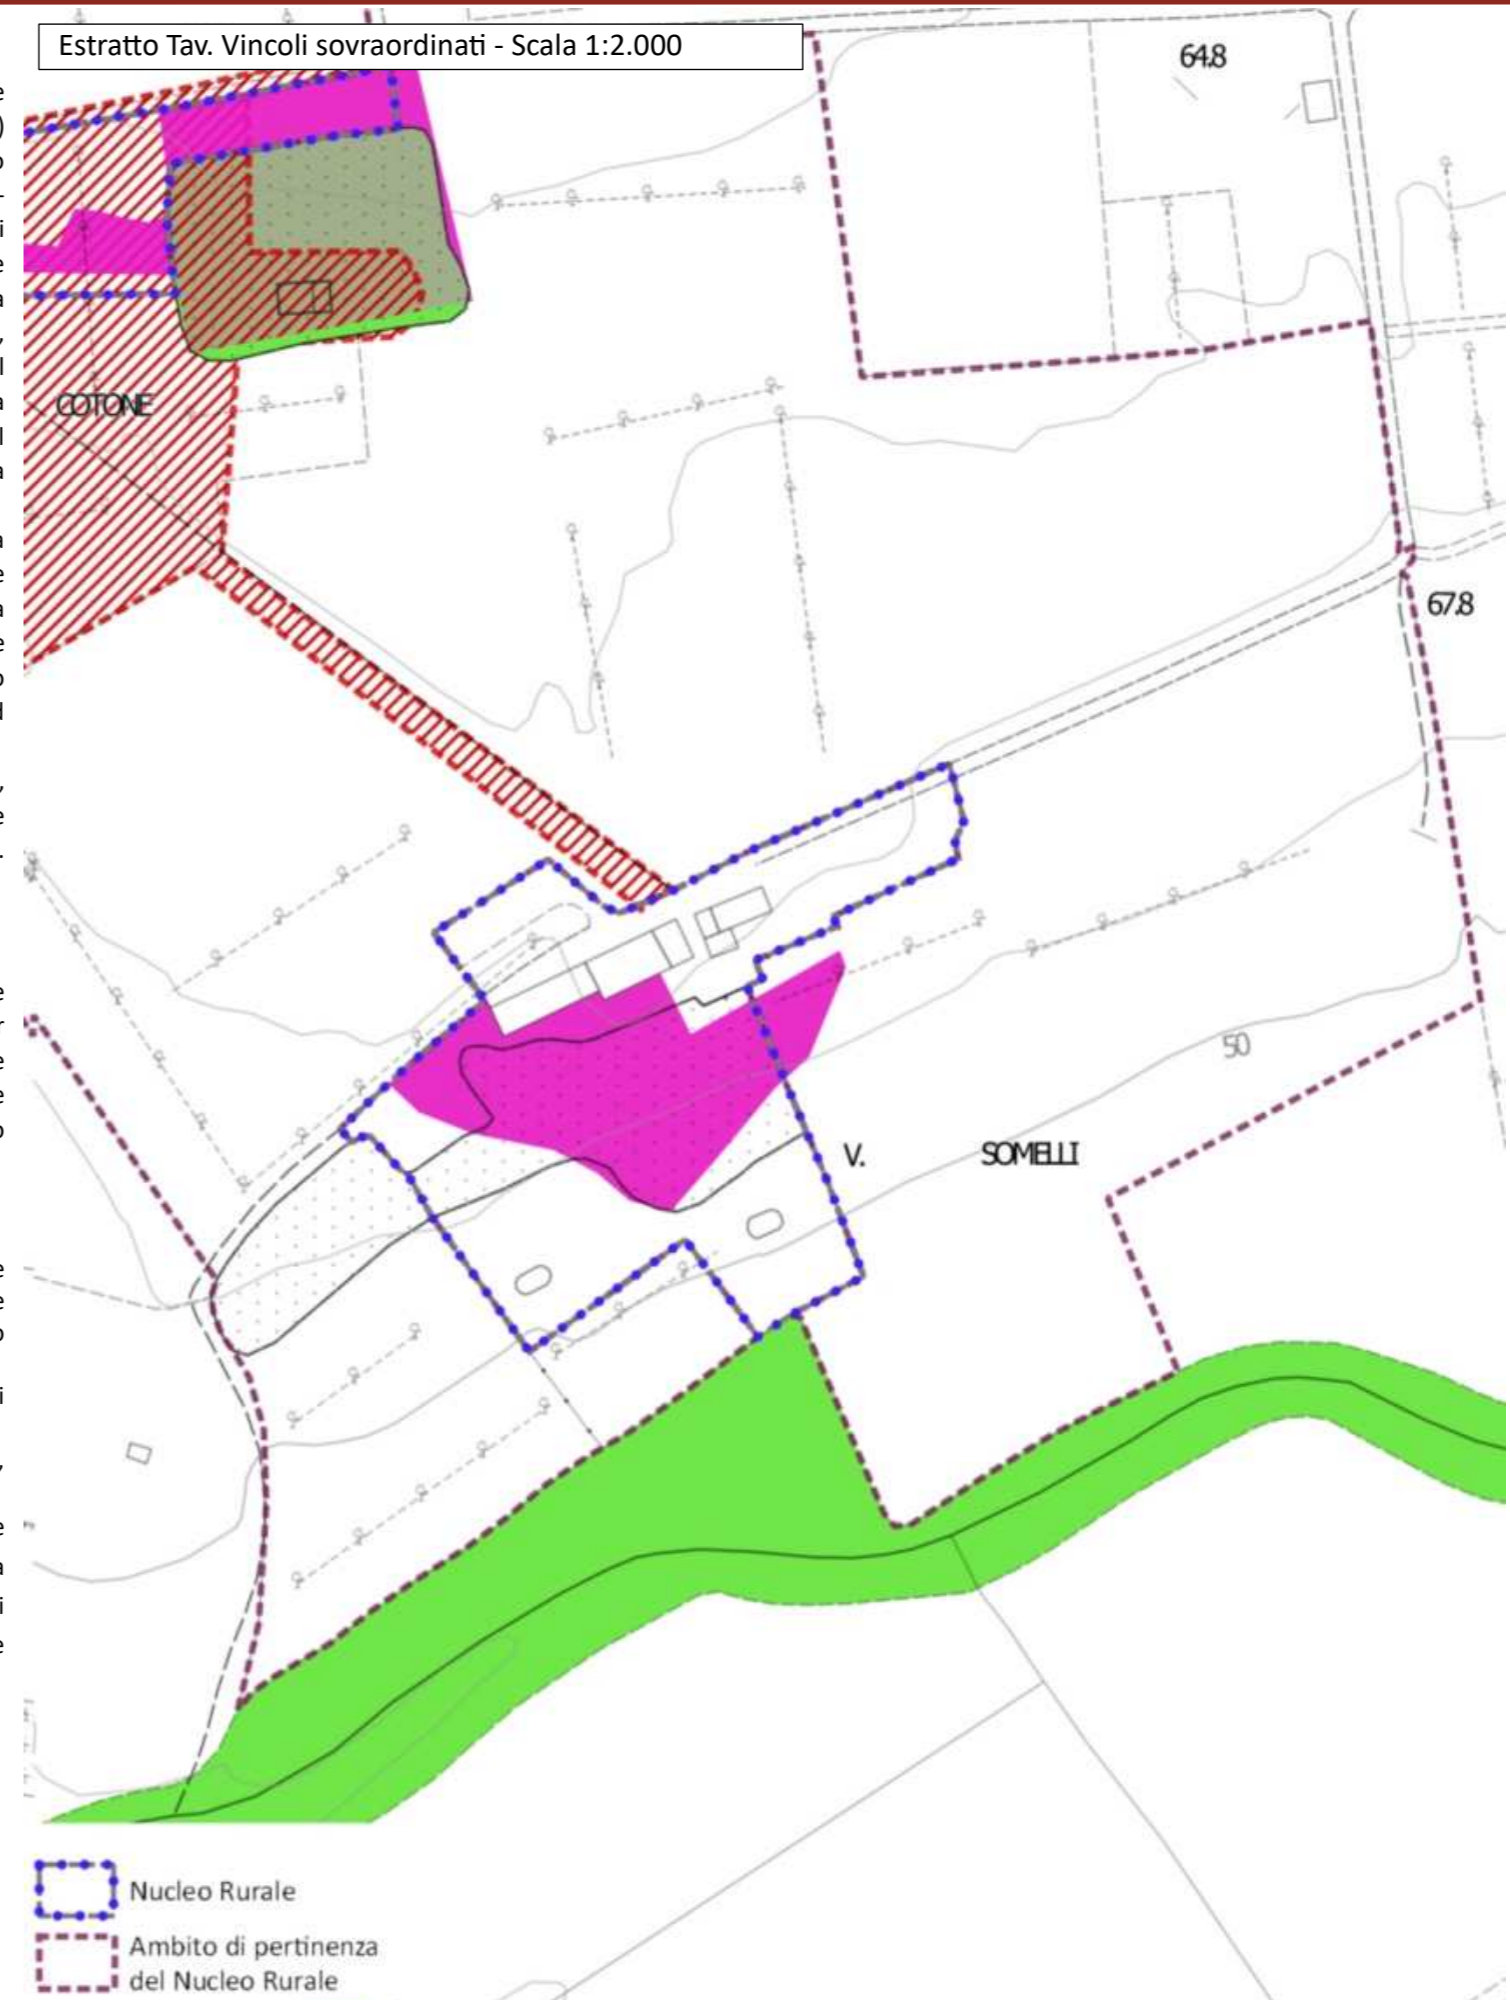 Estratto Tav. Vincoli sovraordinati - Scala 1:2.000
64.8
COTONE
67.8
50
V. SOMELLI
Nucleo Rurale
Ambito di pertinenza
del Nucleo Rurale